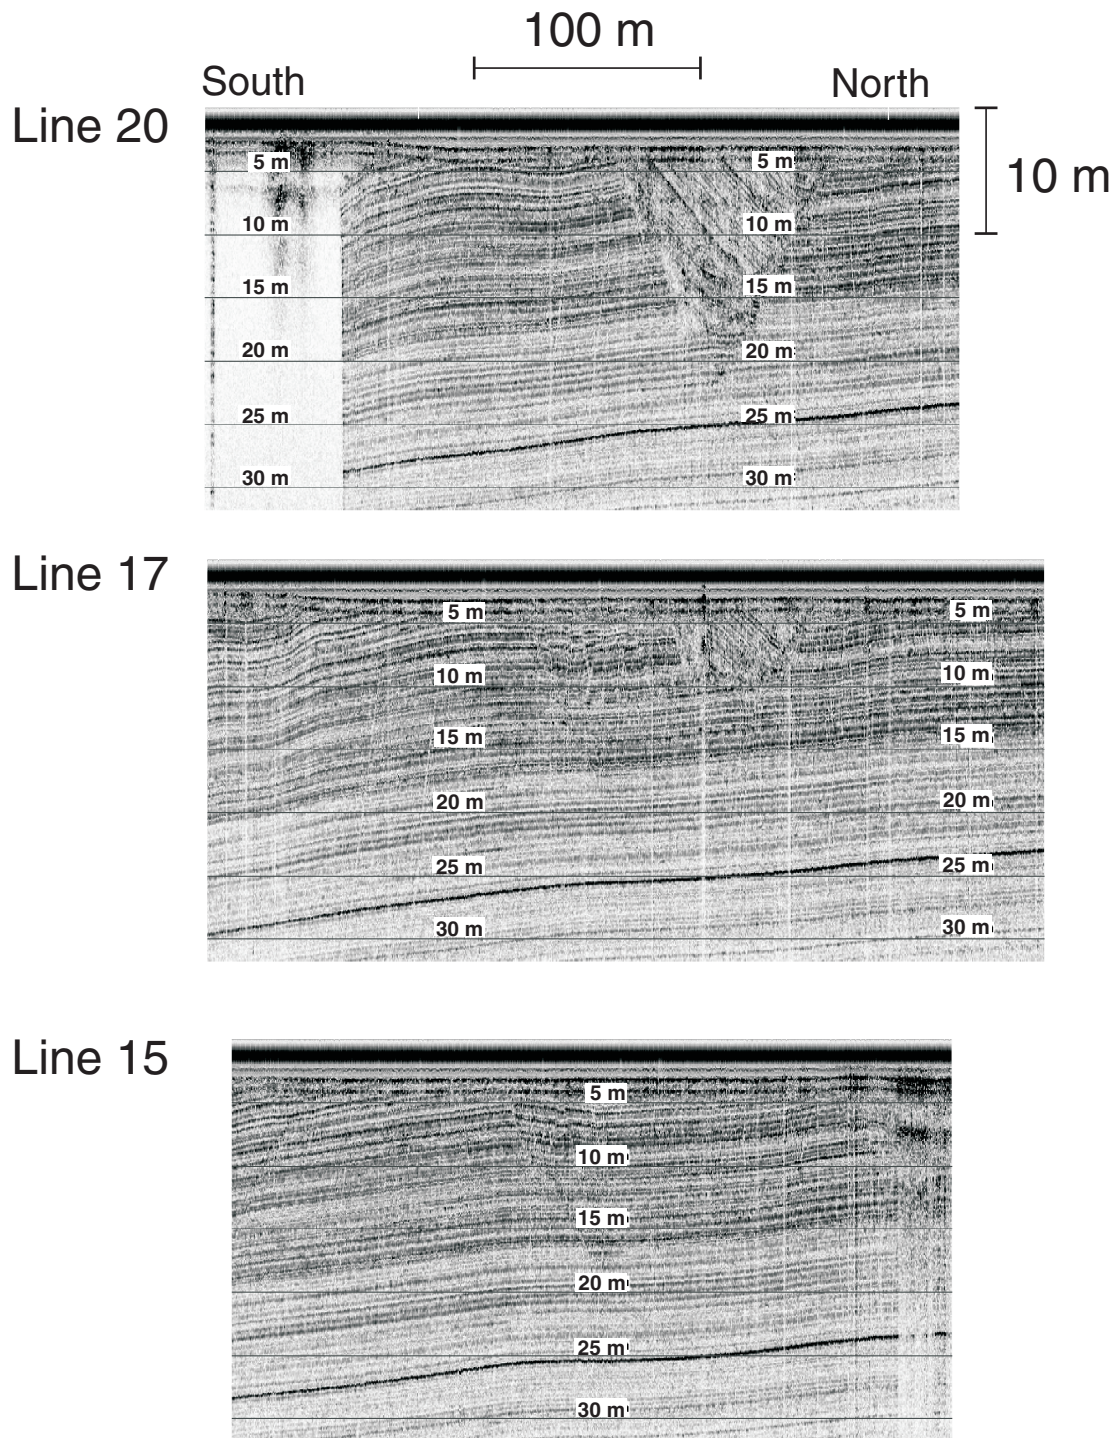 100 m
South
North
Line 20
10 m
5 m 5 m
10 m 10 m
15 m 15 m
20 m 20 m
25 m 25 m
30 m 30 m
Line 17
5 m 5 m
10 m 10 m
15 m 15 m
20 m 20 m
25 m 25 m
30 m 30 m
Line 15
5 m
10 m
15 m
20 m
25 m
30 m